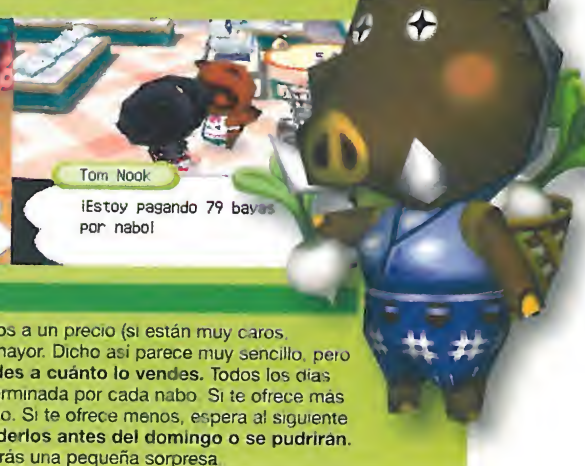 Tom Nook
¡Estoy pagando 79 bayas
por nabo!
os a un precio (si están muy caros,
mayor. Dicho así parece muy sencillo, pero
des a cuánto lo vendes. Todos los días
erminada por cada nabo. Si te ofrece más
o. Si te ofrece menos, espera al siguiente
derlos antes del domingo o se pudrirán.
rás una pequeña sorpresa.